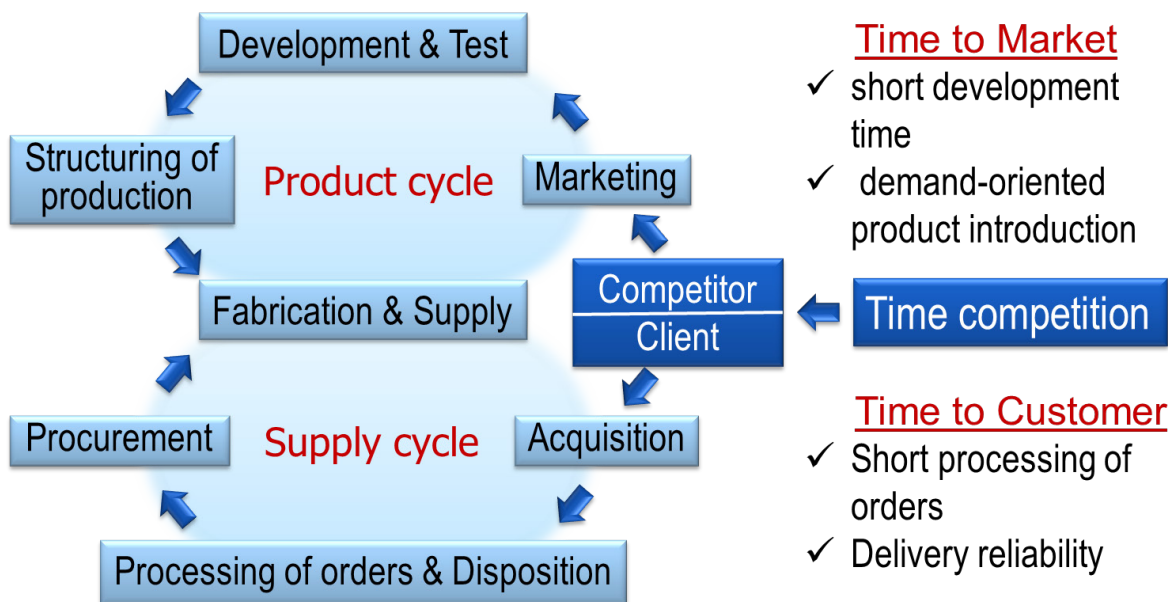 Development & Test
Structuring of
production
Product cycle
Marketing
Fabrication & Supply
Competitor
Client
Procurement
Supply cycle
Acquisition
Processing of orders & Disposition
Time to Market
✓ short development
time
✓ demand-oriented
product introduction
Time competition
Time to Customer
✓ Short processing of
orders
✓ Delivery reliability